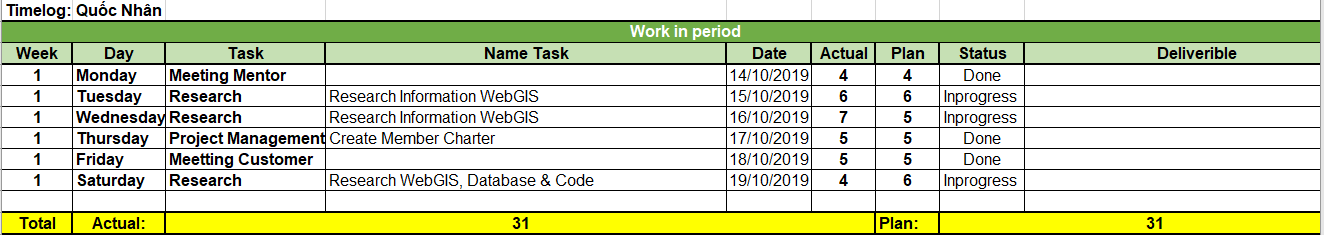 Timelog: Quốc Nhân
Work in period
Week Day Task Name Task Date Actual Plan Status Deliverible
1 Monday Meeting Mentor 14/10/2019 4 4 Done
1 Tuesday Research Research Information WebGIS 15/10/2019 6 6 Inprogress
1 Wednesday Research Research Information WebGIS 16/10/2019 7 5 Inprogress
1 Thursday Project Management Create Member Charter 17/10/2019 5 5 Done
1 Friday Meetting Customer 18/10/2019 5 5 Done
1 Saturday Research Research WebGIS, Database & Code 19/10/2019 4 6 Inprogress
Total Actual: 31 Plan: 31